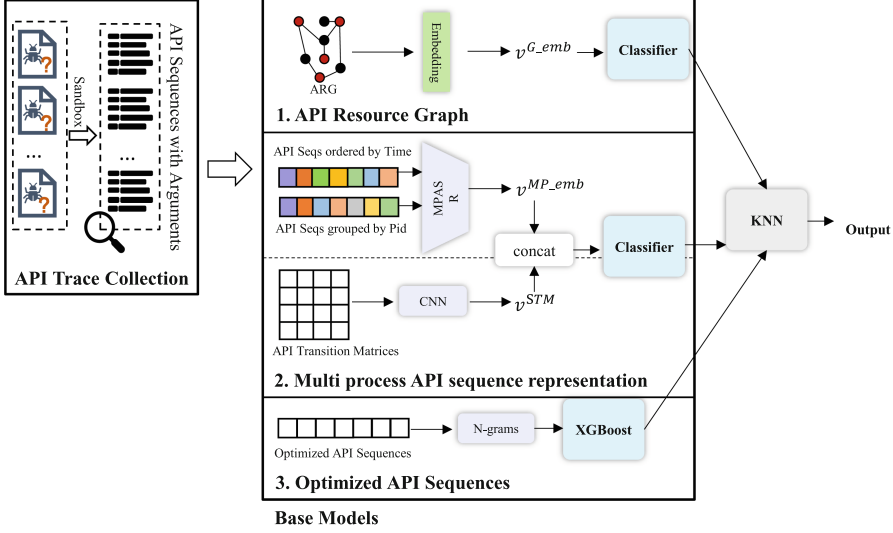 ?
?
...
?
Sandbox
...
API Sequences with Arguments
API Trace Collection
ARG
Embedding
v^{G_emb}
Classifier
1. API Resource Graph
API Seqs ordered by Time
API Seqs grouped by Pid
MPAS
R
v^{MP_emb}
concat
Classifier
API Transition Matrices
CNN
v^{STM}
2. Multi process API sequence representation
Optimized API Sequences
N-grams
XGBoost
3. Optimized API Sequences
Base Models
KNN
Output